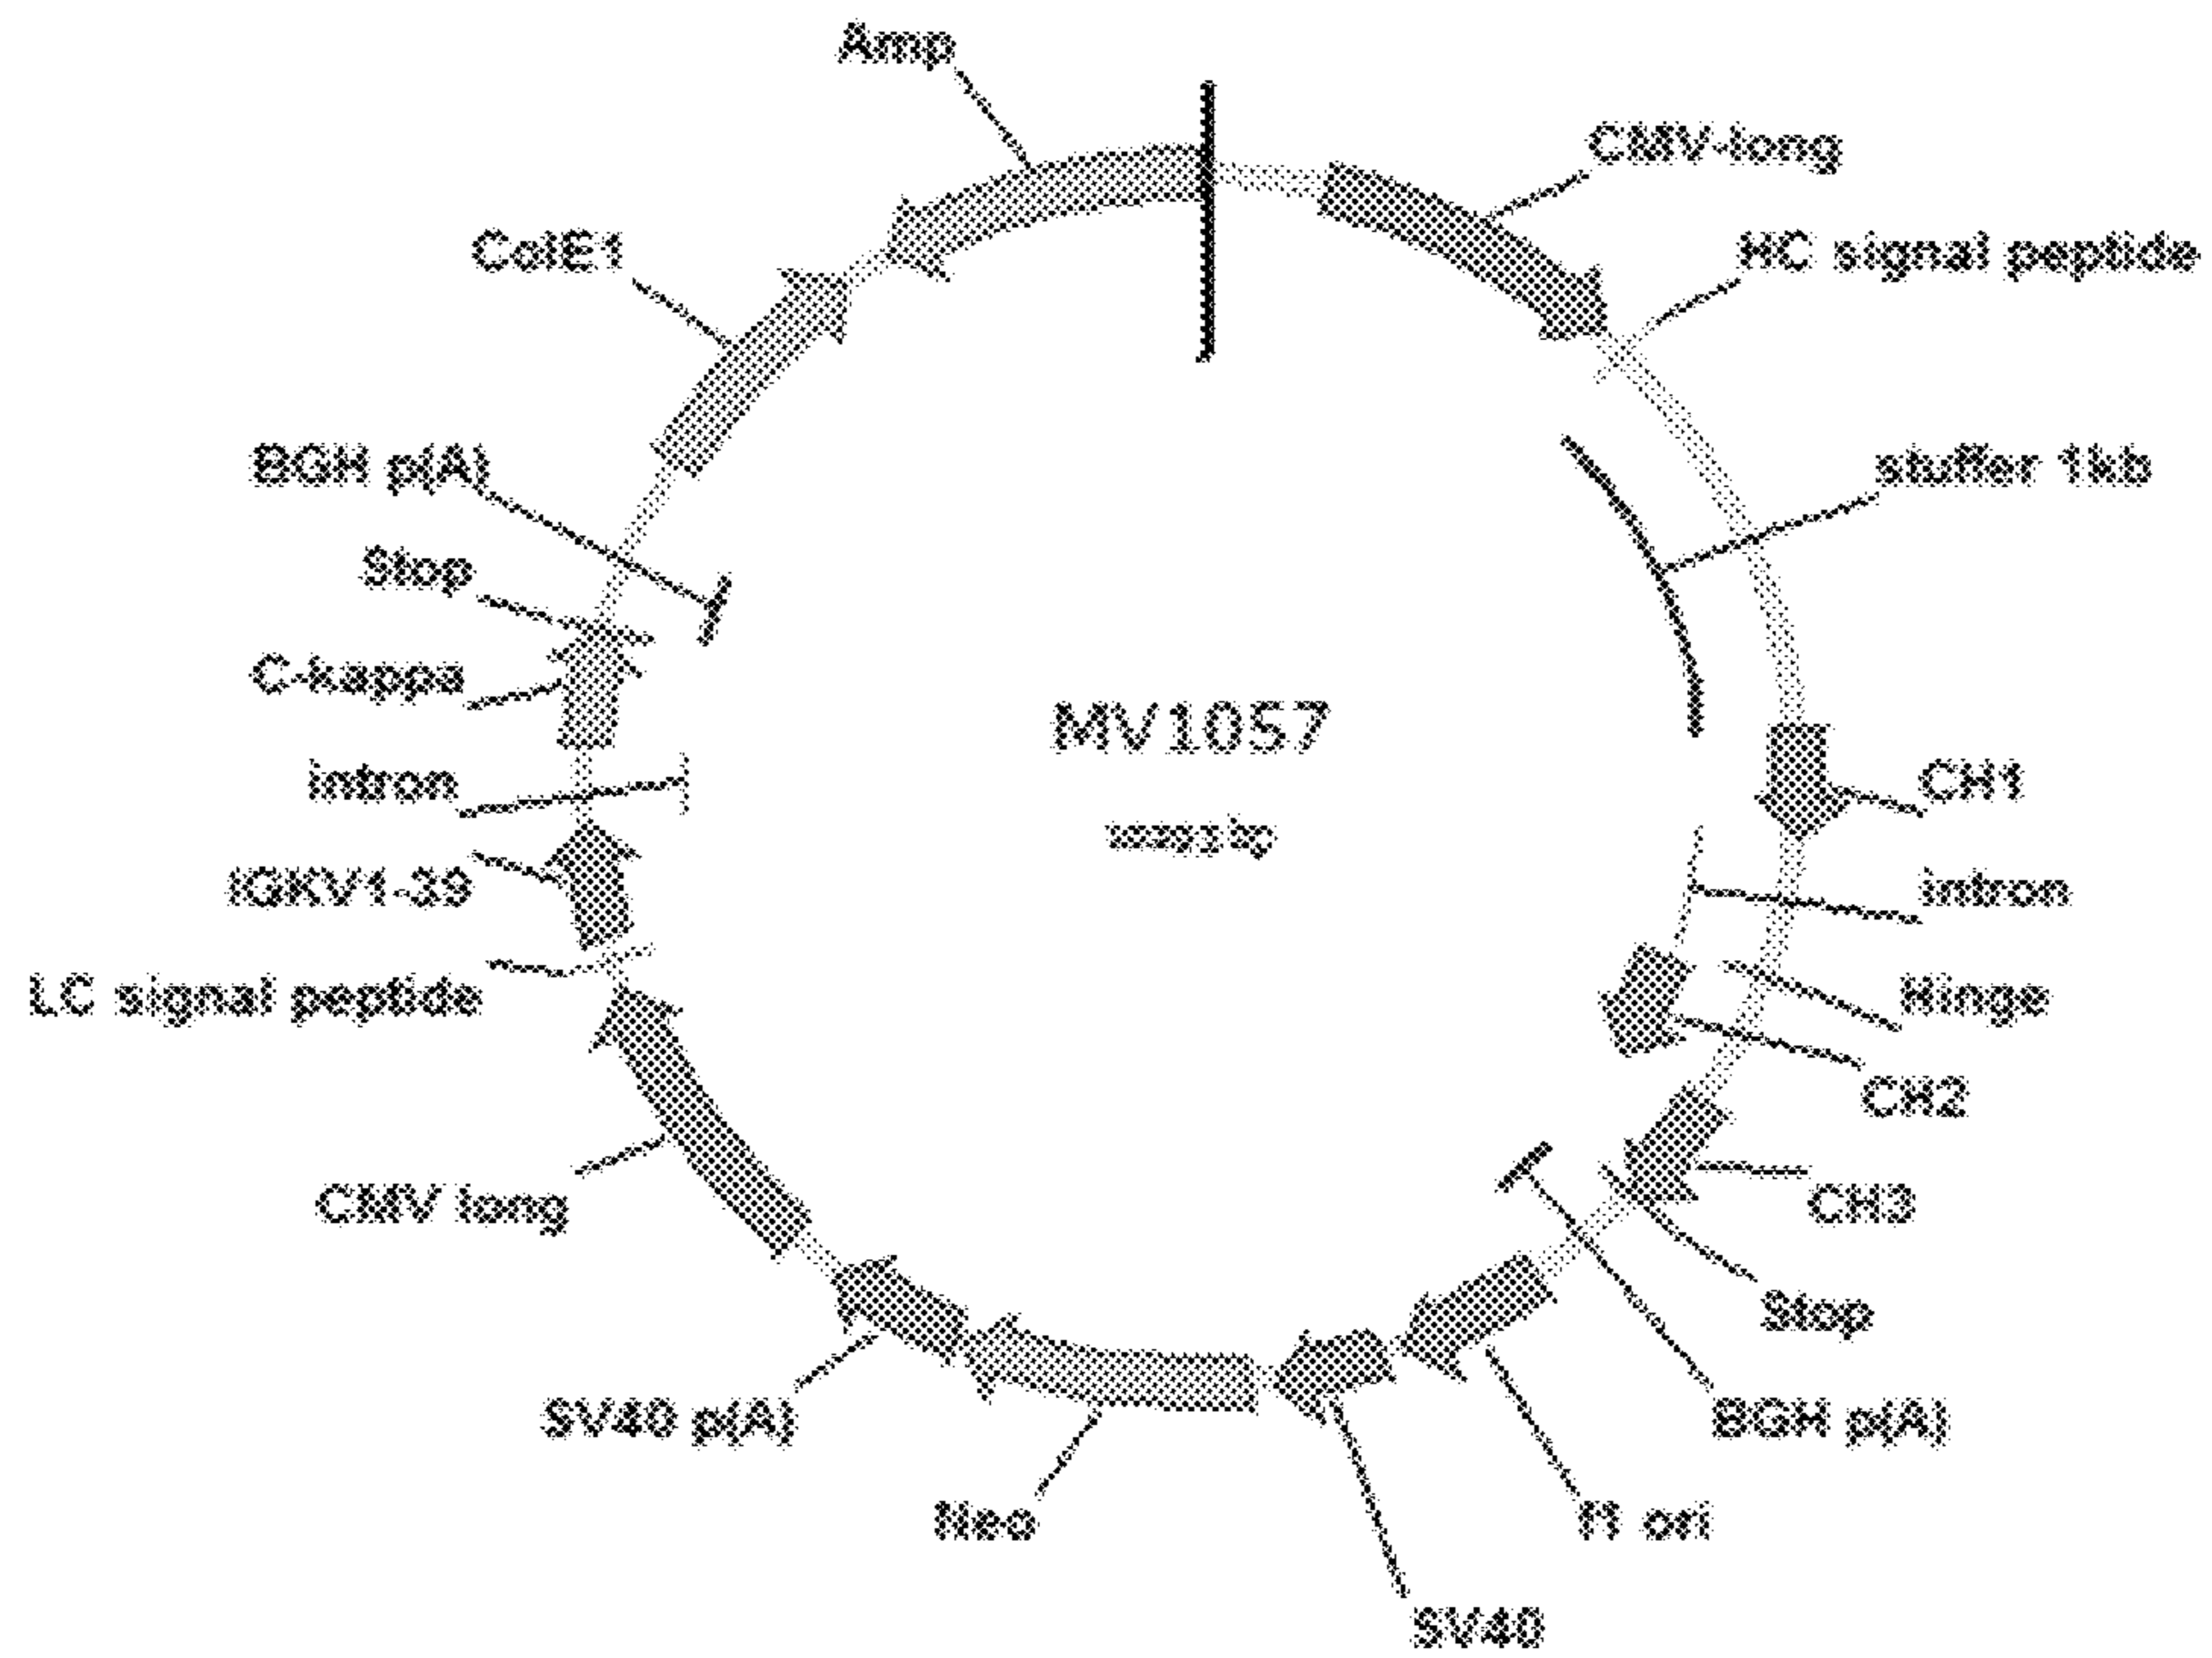 Amp
CMV-long
HC signal peptide
ColE1
stuffer 1kb
BGH p(A)
Stop
C-kappa
MV1057
bp
intron
CH1
IGKV1-39
intron
LC signal peptide
Hinge
CH2
CMV long
CH3
Stop
SV40 p(A)
BGH p(A)
Neo
f1 ori
SV40